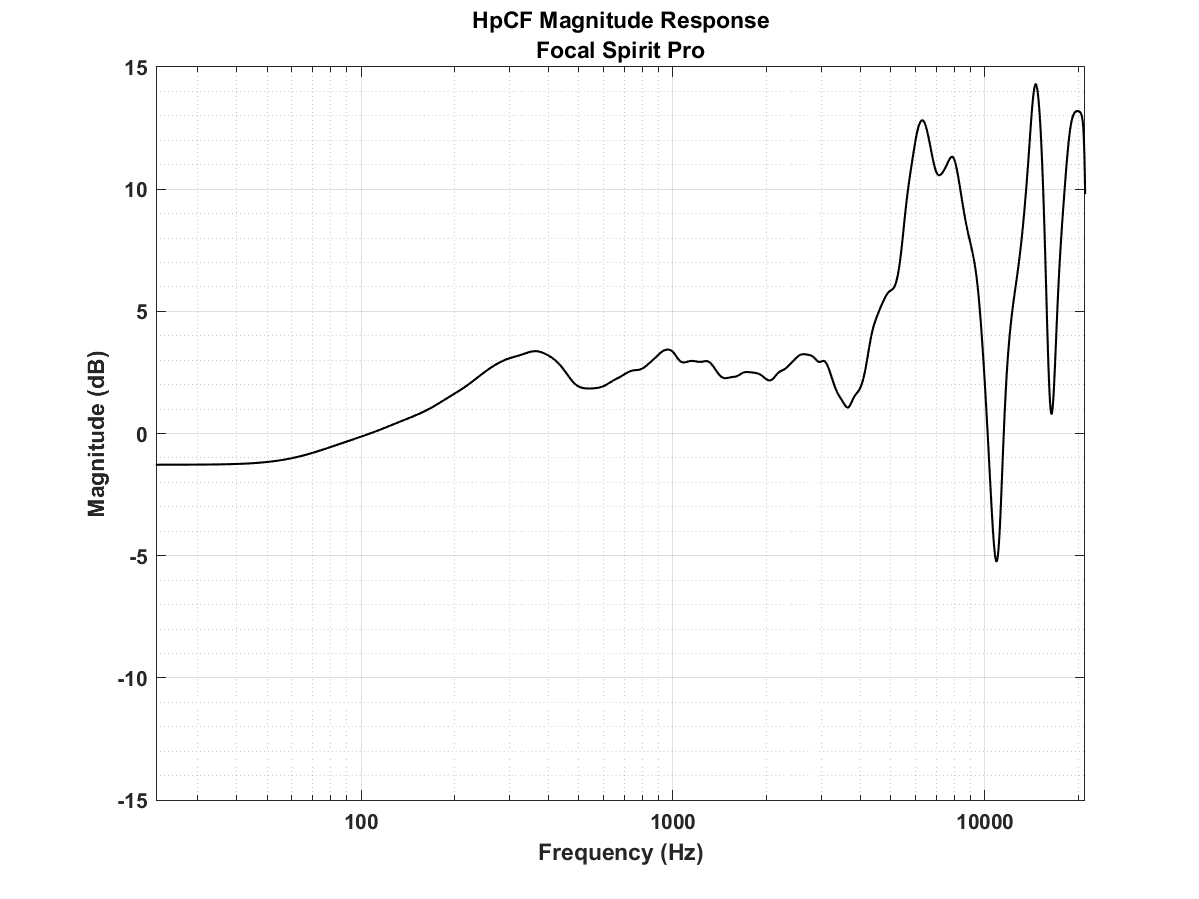 HpCF Magnitude Response
Focal Spirit Pro
15
10
5
0
-5
-10
-15
Magnitude (dB)
100 1000 10000
Frequency (Hz)